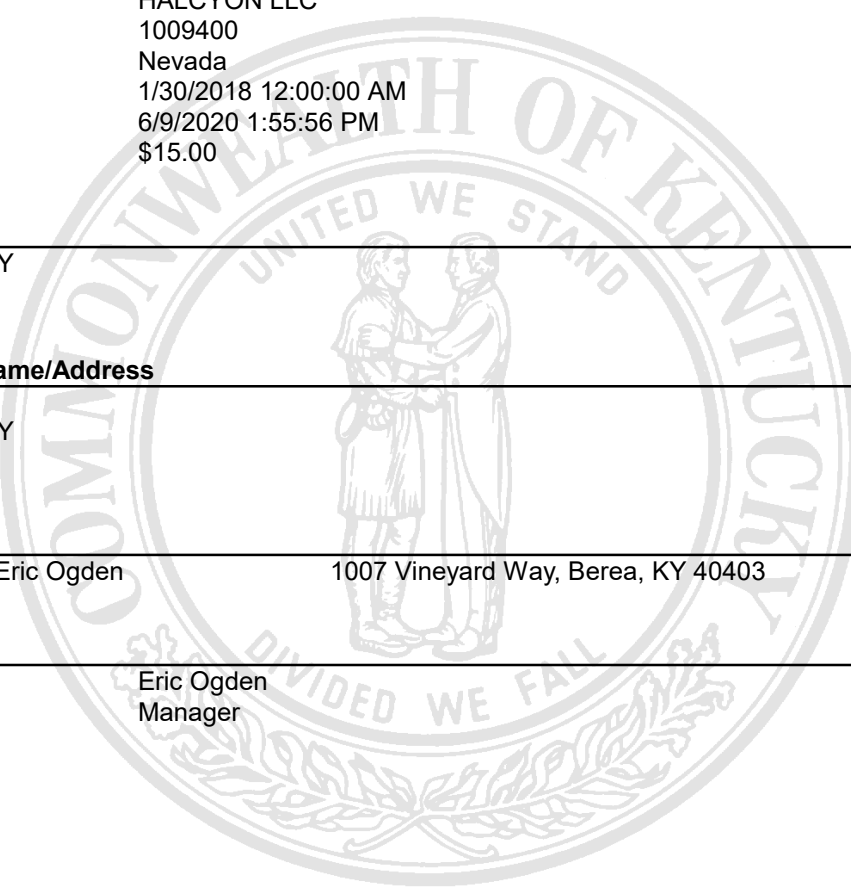 HALCYON LLC
1009400
Nevada
1/30/2018 12:00:00 AM
6/9/2020 1:55:56 PM
$15.00
Y
ame/Address
Y
Eric Ogden 1007 Vineyard Way, Berea, KY 40403
Eric Ogden
Manager
COMMONWEALTH OF KENTUCKY
UNITED WE STAND
DIVIDED WE FALL